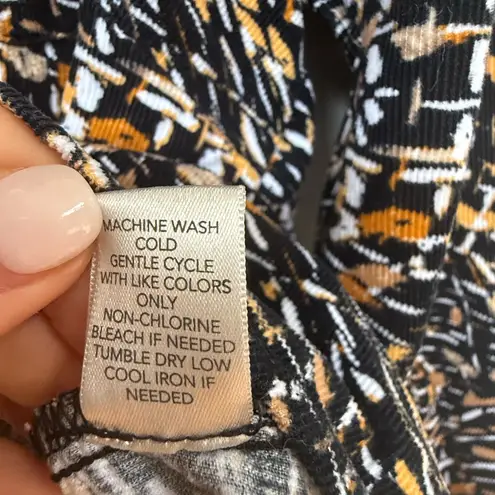 MACHINE WASH
COLD
GENTLE CYCLE
WITH LIKE COLORS
ONLY
NON-CHLORINE
BLEACH IF NEEDED
TUMBLE DRY LOW
COOL IRON IF
NEEDED